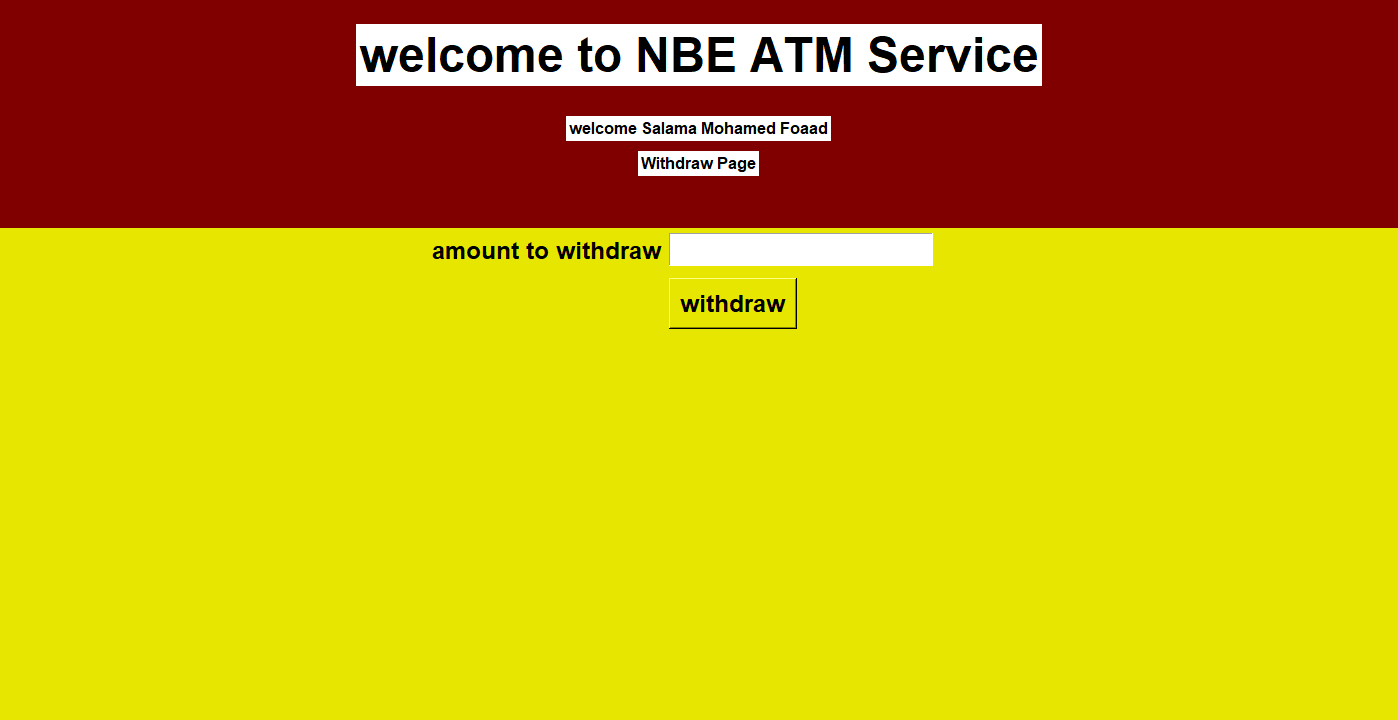 welcome to NBE ATM Service
welcome Salama Mohamed Foaad
Withdraw Page
amount to withdraw
withdraw